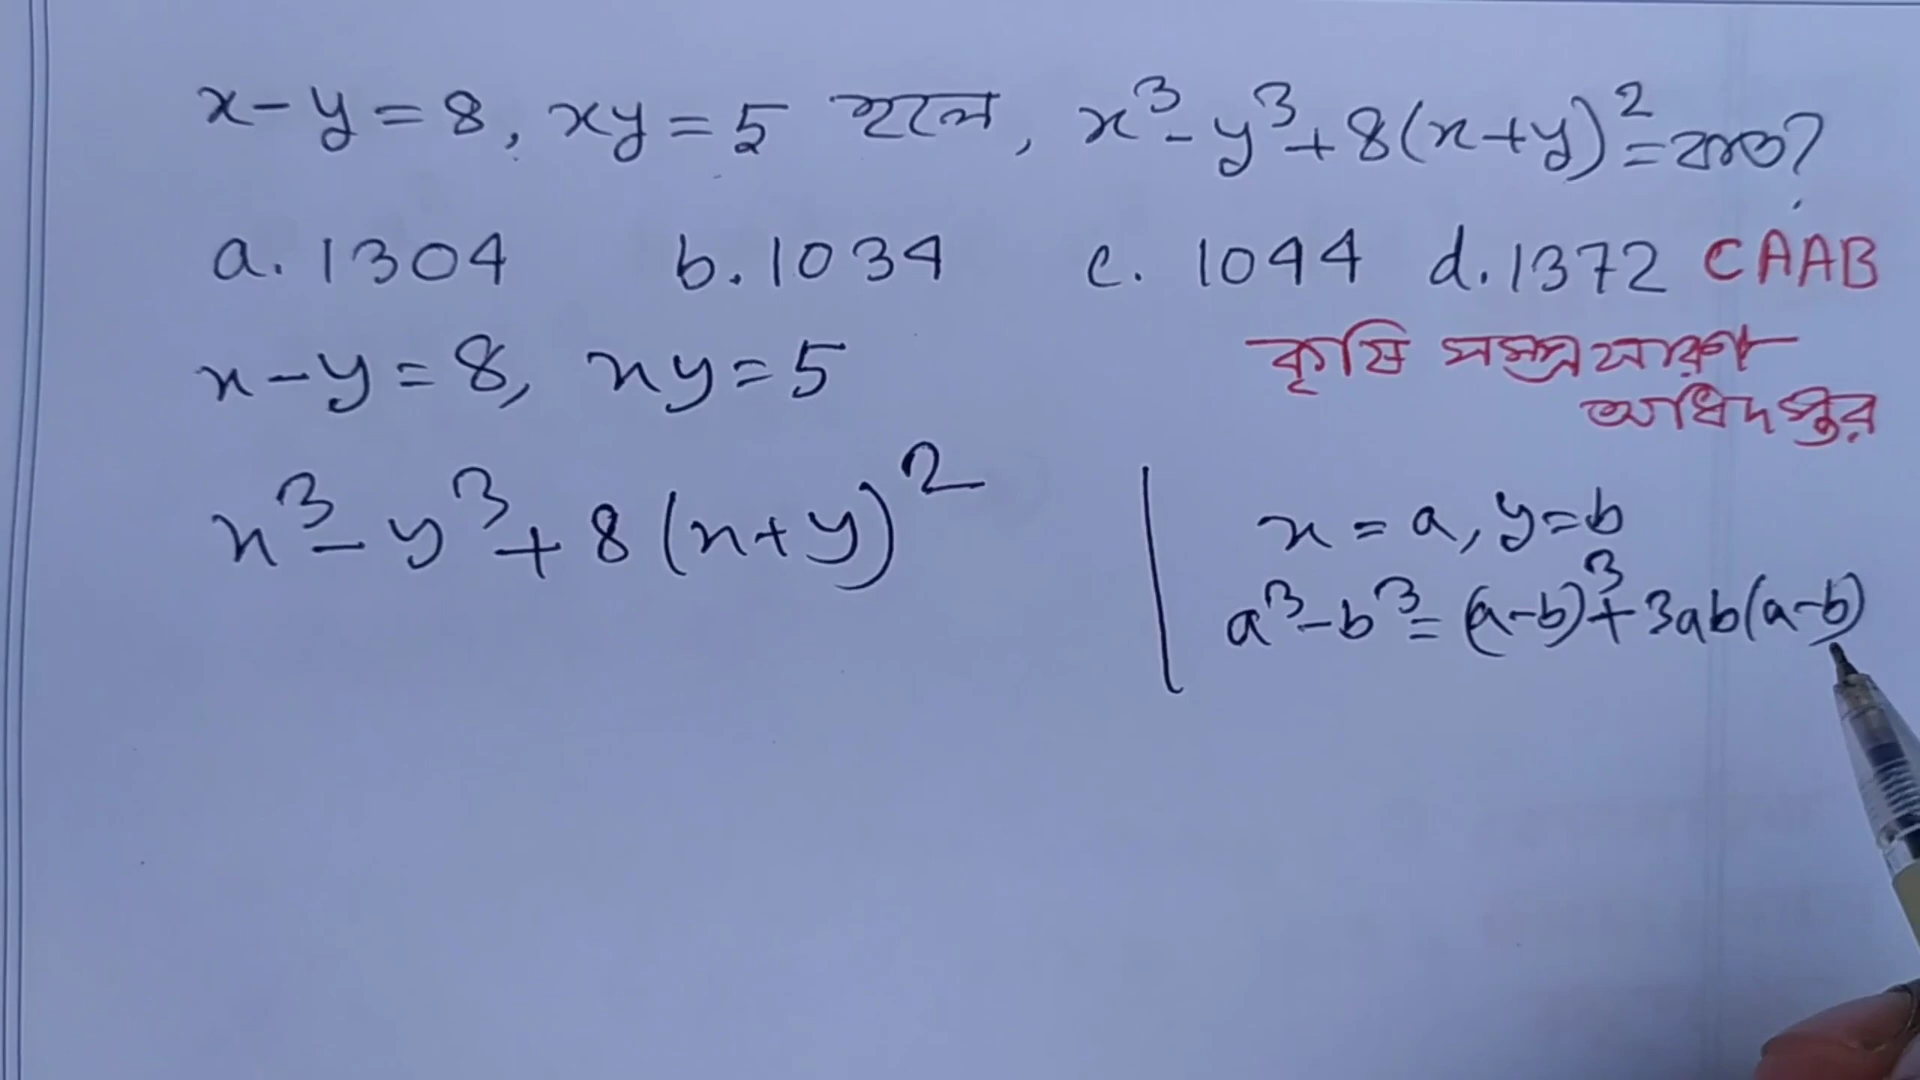 x-y=8, xy=5 হলে, x³-y³+8(x+y)²=কত?
a. 1304 b. 1034 c. 1044 d. 1372 CAAB
x-y=8, xy=5 কৃষি সম্প্রসারণ
অধিদপ্তর
x³-y³+8(x+y)²
x=a, y=b
a³-b³=(a-b)³+3ab(a-b)